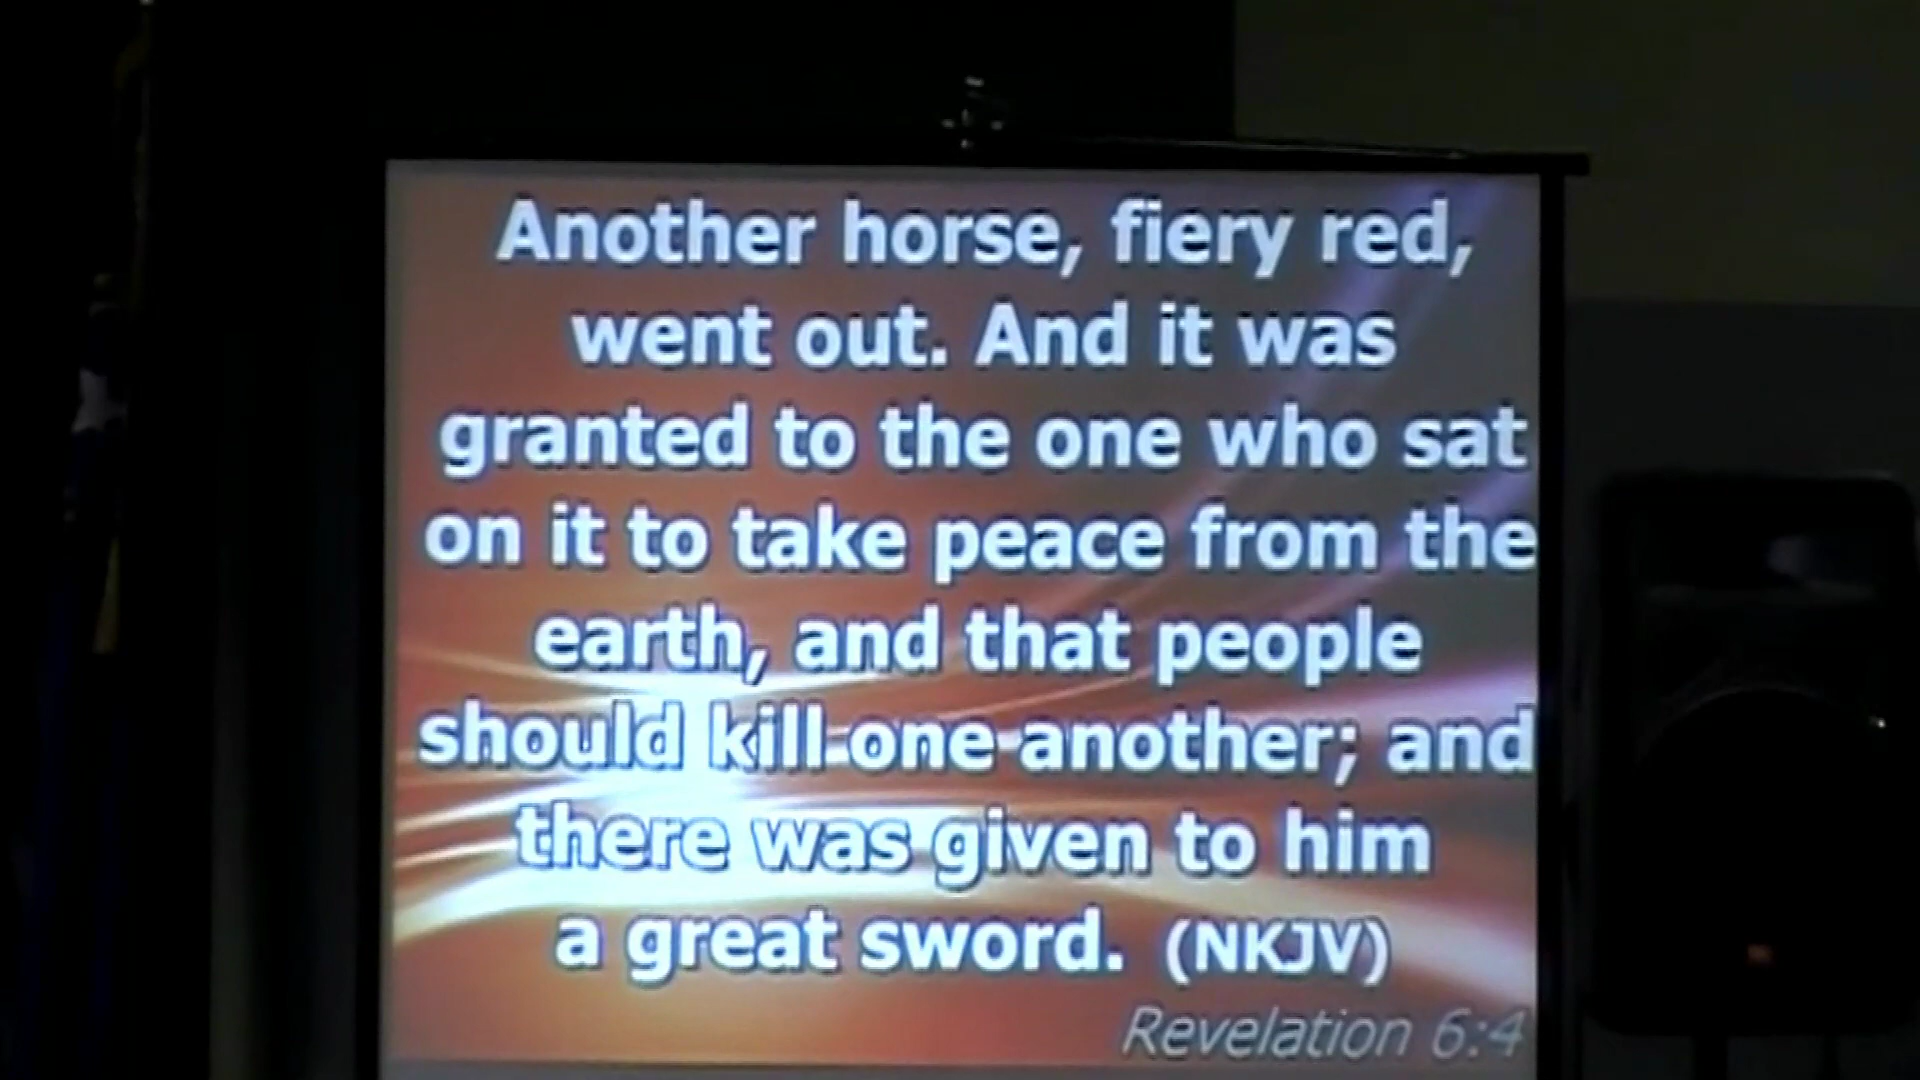 Another horse, fiery red,
went out. And it was
granted to the one who sat
on it to take peace from the
earth, and that people
should kill one another; and
there was given to him
a great sword. (NKJV)
Revelation 6:4